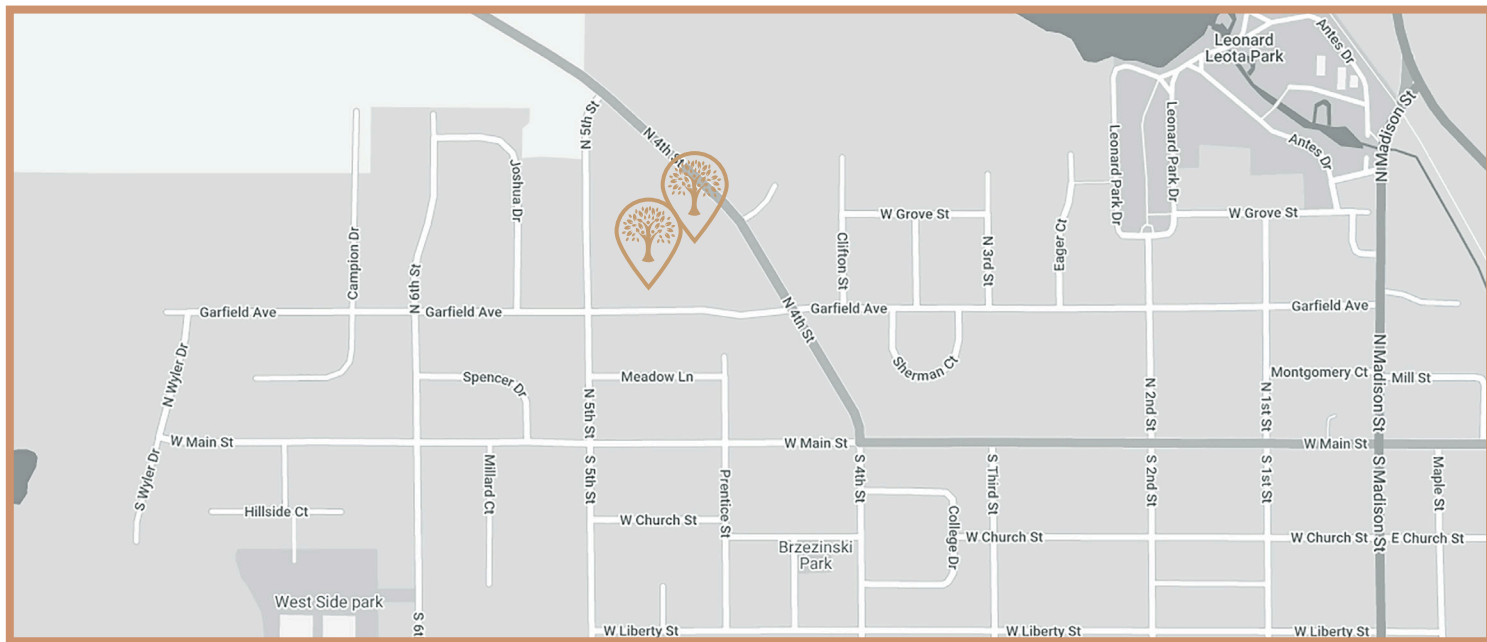 Leonard
Leota Park
Antes Dr
N Madison St
N 5th St
N 4th St
Leonard Park Dr
Leonard Park Dr
Antes Dr
Joshua Dr
W Grove St
W Grove St
Campion Dr
N 6th St
Clifton St
N 3rd St
Eager Ct
Garfield Ave
Garfield Ave
N 4th St
Garfield Ave
Garfield Ave
N Wyler Dr
Spencer Dr
Meadow Ln
Sherman Ct
Montgomery Ct
Mill St
N Madison St
N 5th St
N 2nd St
N 1st St
W Main St
W Main St
W Main St
S Wyler Dr
Millard Ct
S 5th St
Prentice St
S 4th St
S Third St
S 2nd St
S 1st St
S Madison St
Maple St
Hillside Ct
W Church St
College Dr
W Church St
W Church St
E Church St
Brzezinski
Park
West Side park
S 6t
W Liberty St
W Liberty St
W Liberty St